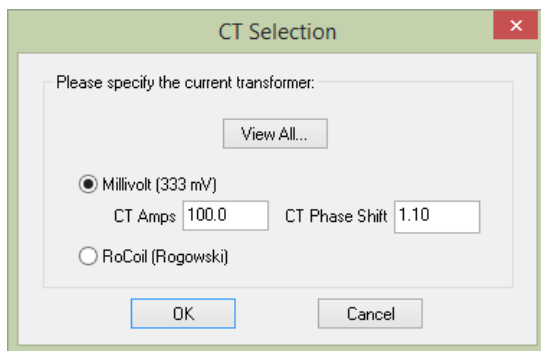 CT Selection
Please specify the current transformer:
View All...
Millivolt (333 mV)
CT Amps 100.0 CT Phase Shift 1.10
RoCoil (Rogowski)
OK Cancel